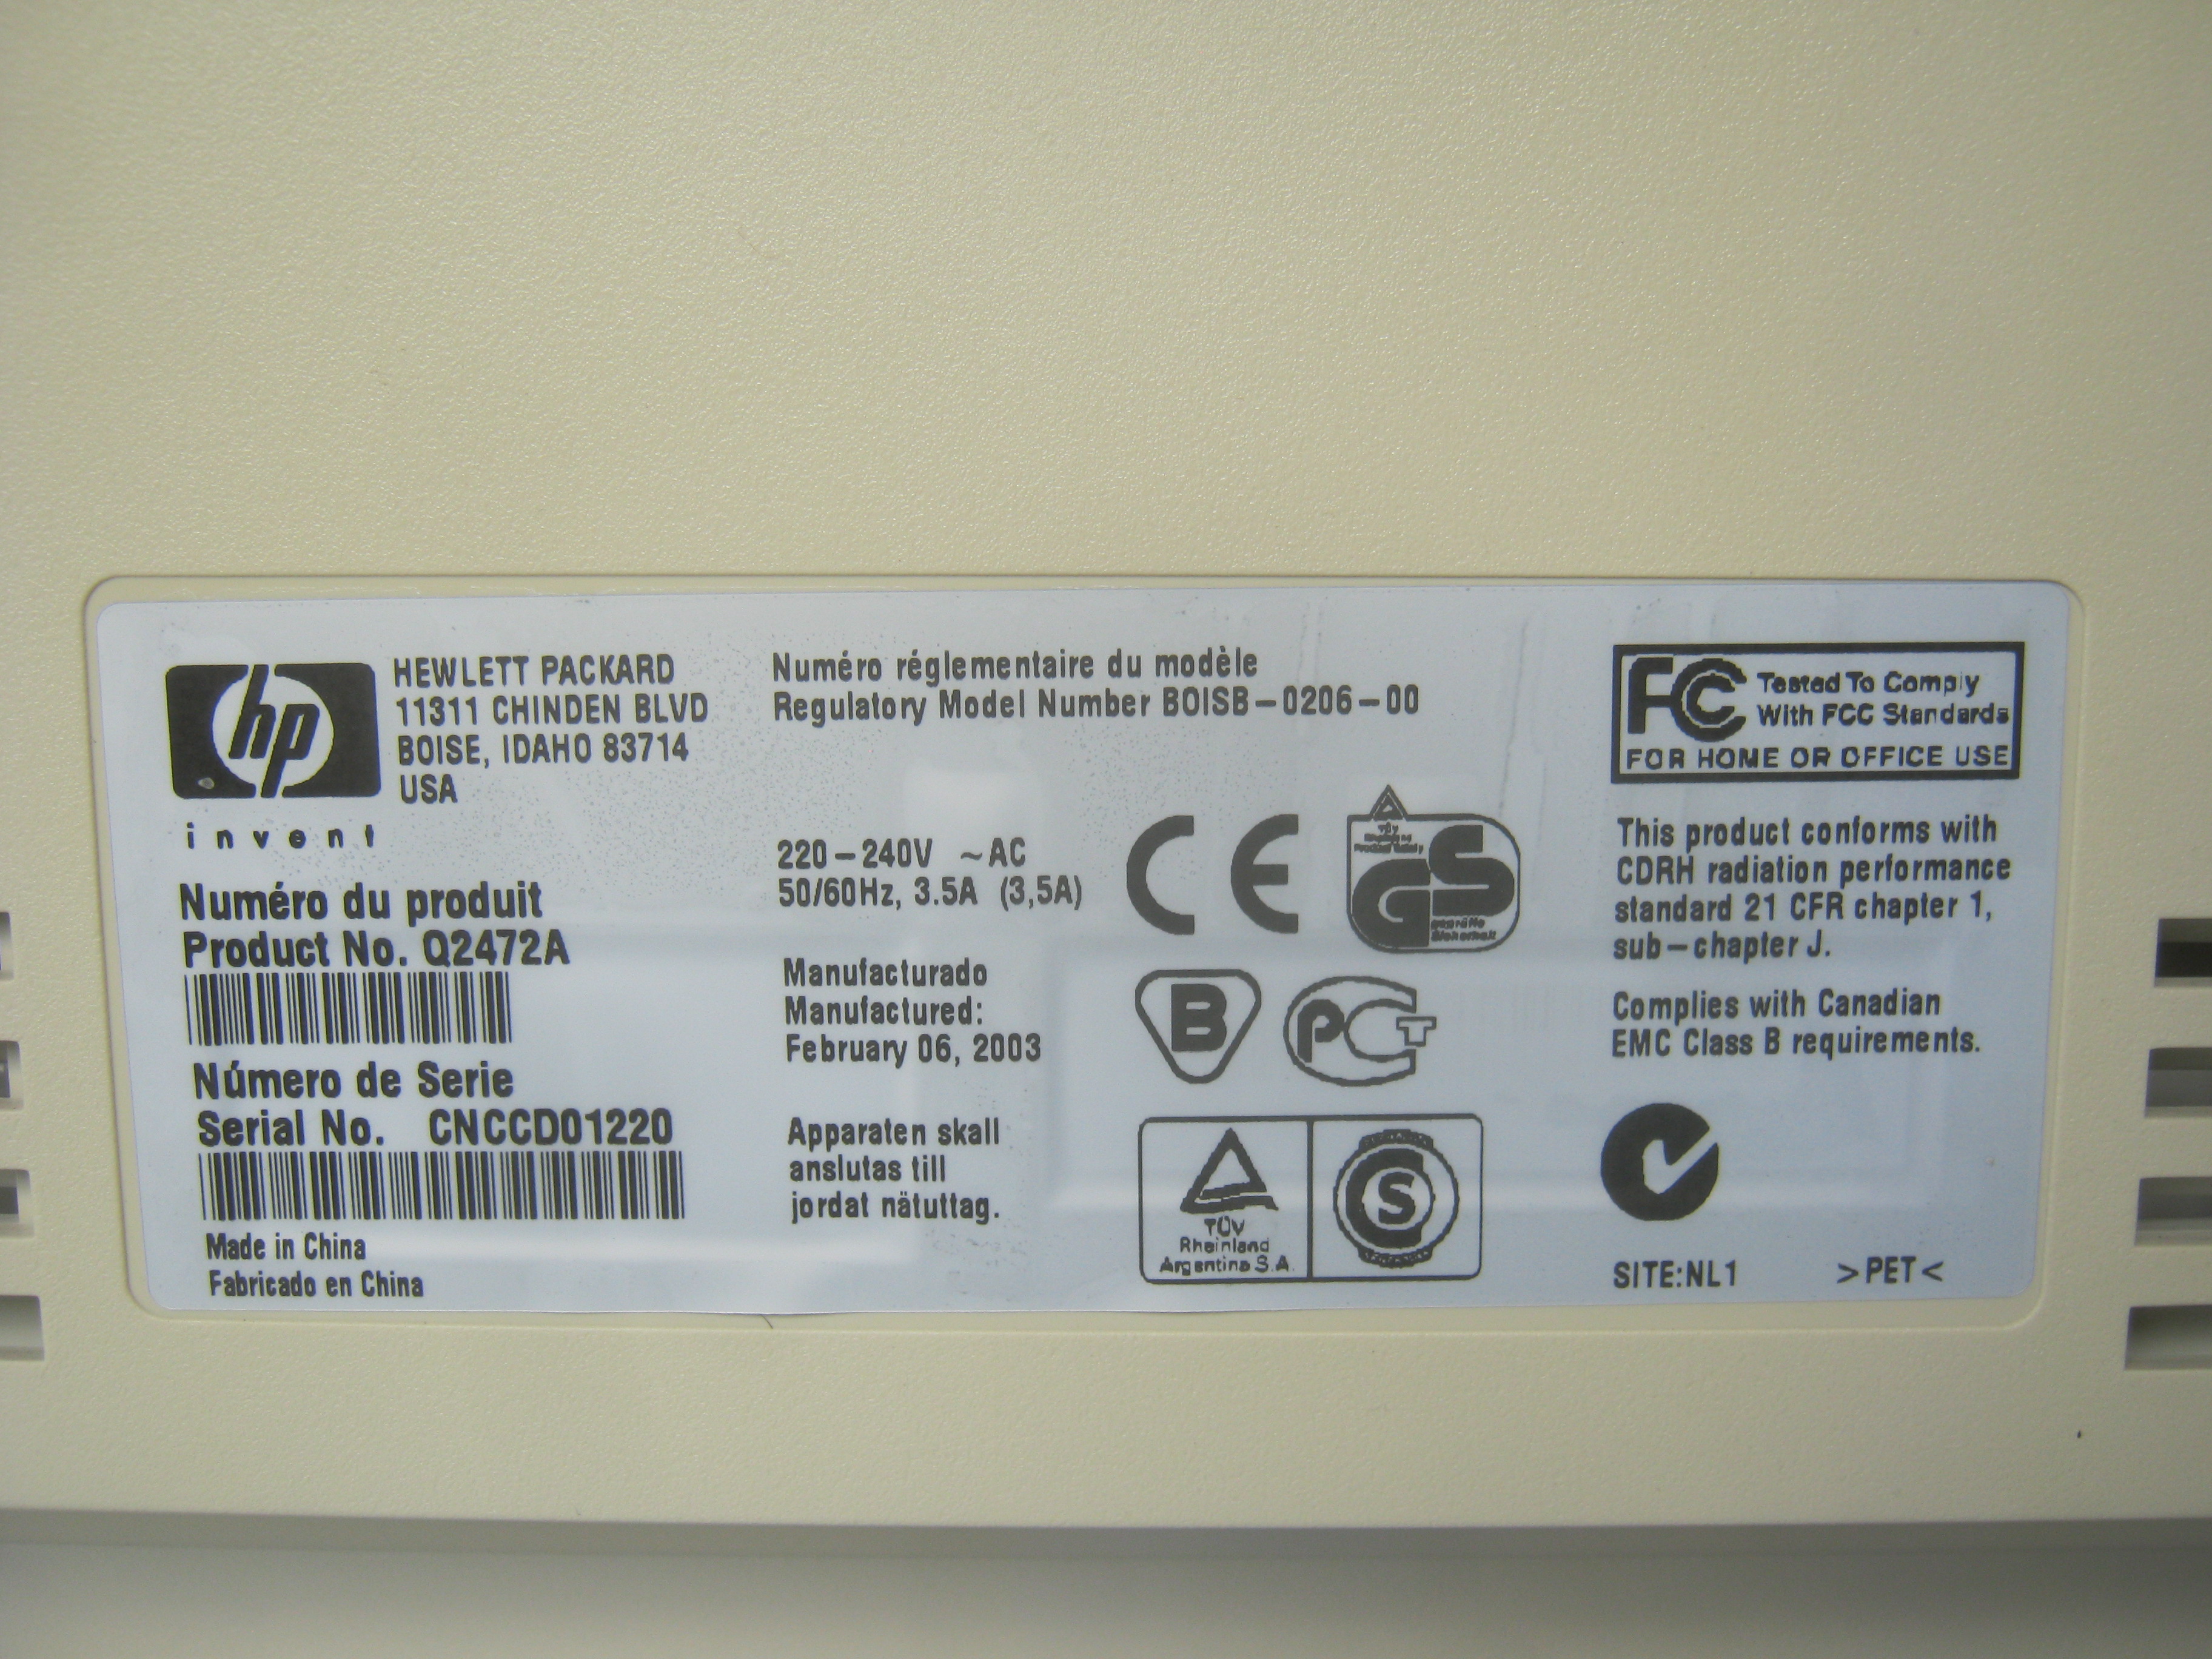 hp
invent
HEWLETT PACKARD
11311 CHINDEN BLVD
BOISE, IDAHO 83714
USA
Numéro du produit
Product No. Q2472A
Número de Serie
Serial No. CNCCD01220
Made in China
Fabricado en China
Numéro réglementaire du modèle
Regulatory Model Number BOISB-0206-00
220-240V ~AC
50/60Hz, 3.5A (3,5A)
Manufacturado
Manufactured:
February 06, 2003
Apparaten skall
anslutas till
jordat nätuttag.
CE
TÜV
Product Safety
GS
geprüfte
Sicherheit
B
PCT
TÜV
Rheinland
Argentina S.A.
S
FC
Tested To Comply
With FCC Standards
FOR HOME OR OFFICE USE
This product conforms with
CDRH radiation performance
standard 21 CFR chapter 1,
sub-chapter J.
Complies with Canadian
EMC Class B requirements.
SITE:NL1 >PET<